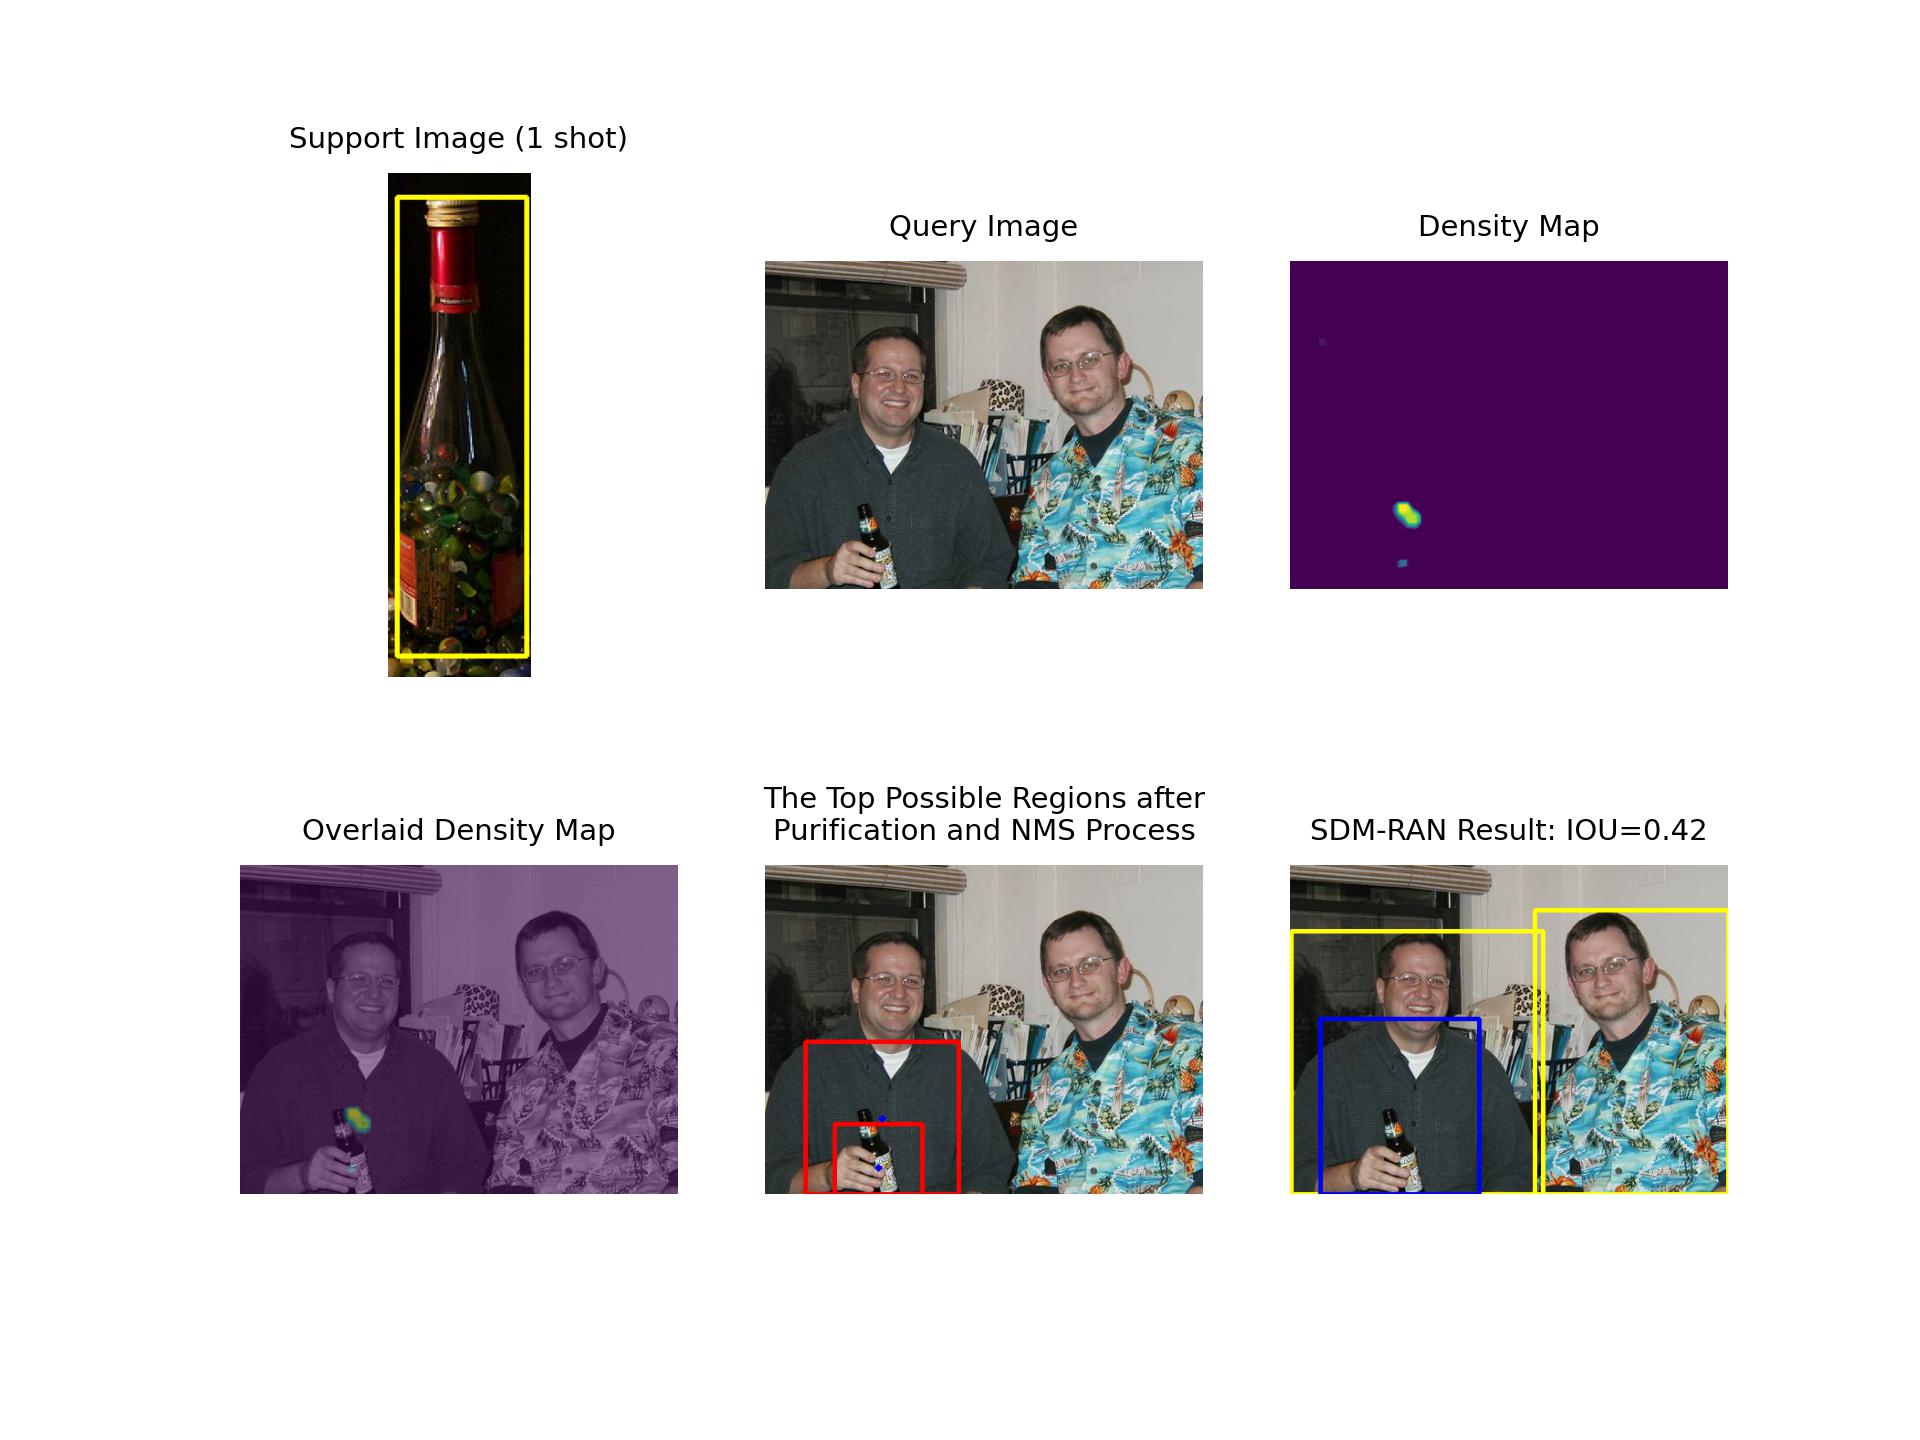 Support Image (1 shot)
Query Image
Density Map
Overlaid Density Map
The Top Possible Regions after
Purification and NMS Process
SDM-RAN Result: IOU=0.42